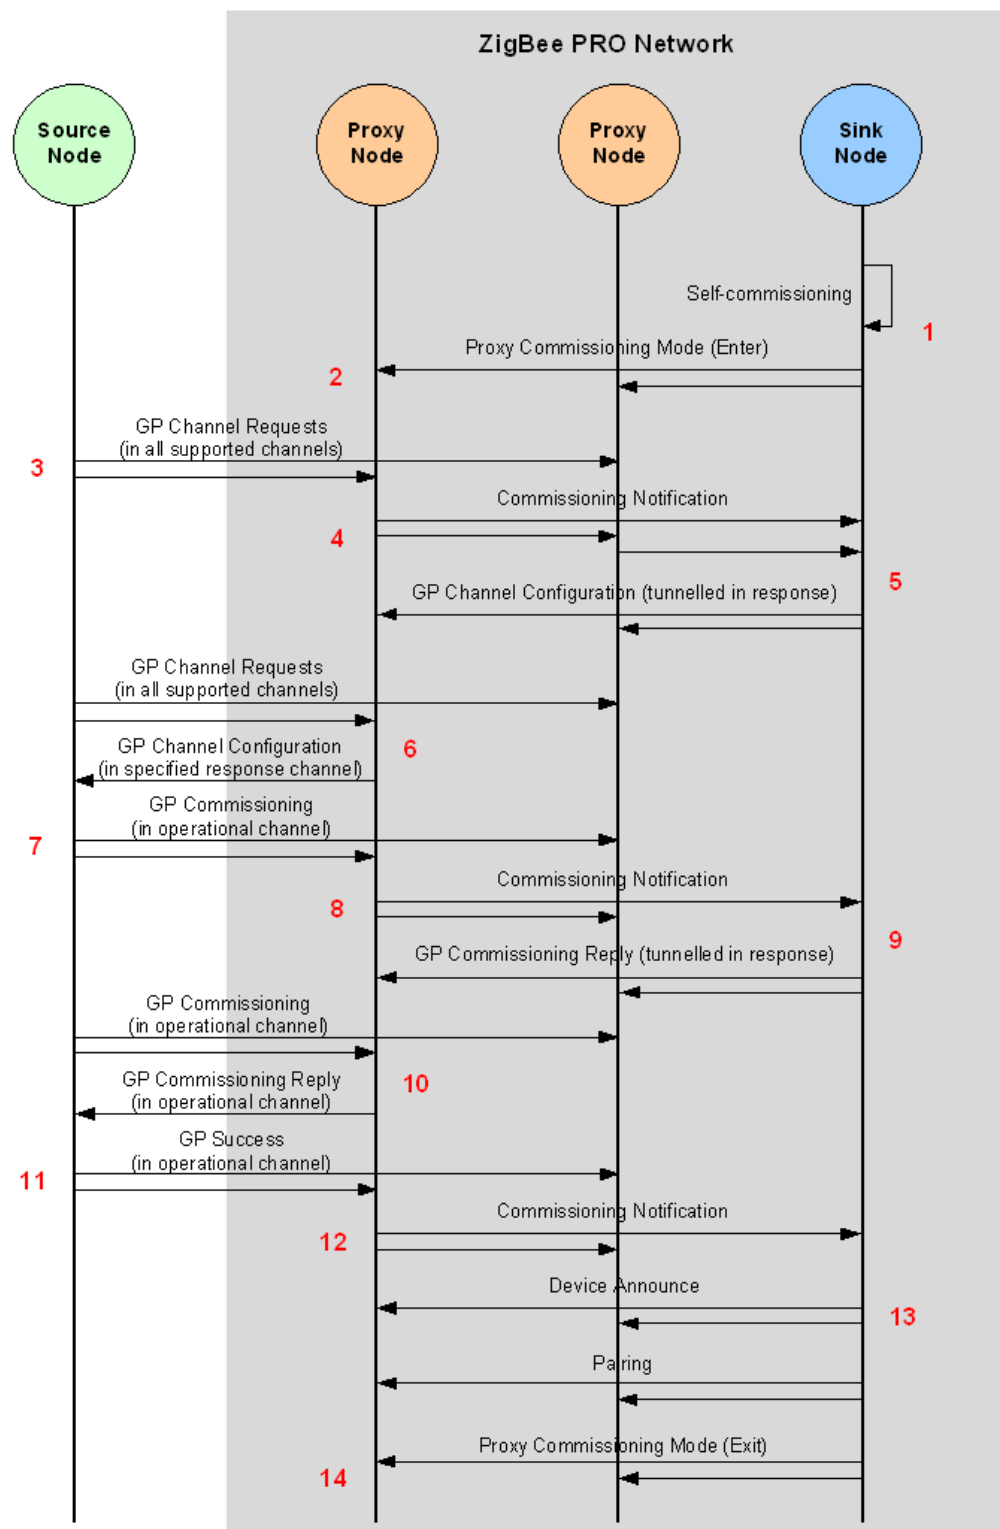 ZigBee PRO Network
Source
Node
Proxy
Node
Proxy
Node
Sink
Node
Self-commissioning
1
Proxy Commissioning Mode (Enter)
2
GP Channel Requests
(in all supported channels)
3
Commissioning Notification
4
5
GP Channel Configuration (tunnelled in response)
GP Channel Requests
(in all supported channels)
6
GP Channel Configuration
(in specified response channel)
GP Commissioning
(in operational channel)
7
Commissioning Notification
8
9
GP Commissioning Reply (tunnelled in response)
GP Commissioning
(in operational channel)
10
GP Commissioning Reply
(in operational channel)
GP Success
(in operational channel)
11
Commissioning Notification
12
Device Announce
13
Pairing
Proxy Commissioning Mode (Exit)
14